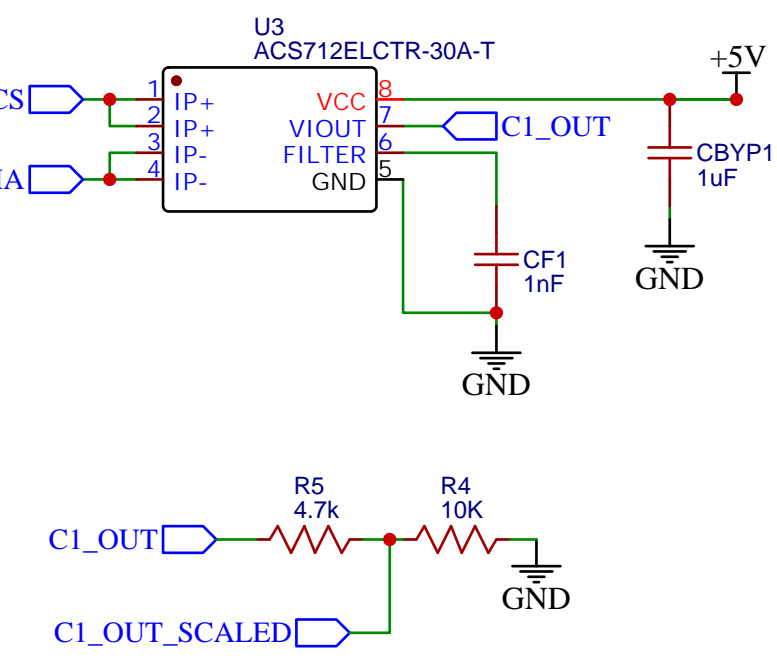 U3
ACS712ELCTR-30A-T
+5V
1
IP+
VCC
8
2
IP+
VIOUT
7
C1_OUT
3
IP-
FILTER
6
4
IP-
GND
5
CBYP1
1uF
GND
CF1
1nF
GND
R5
4.7k
R4
10K
C1_OUT
GND
C1_OUT_SCALED